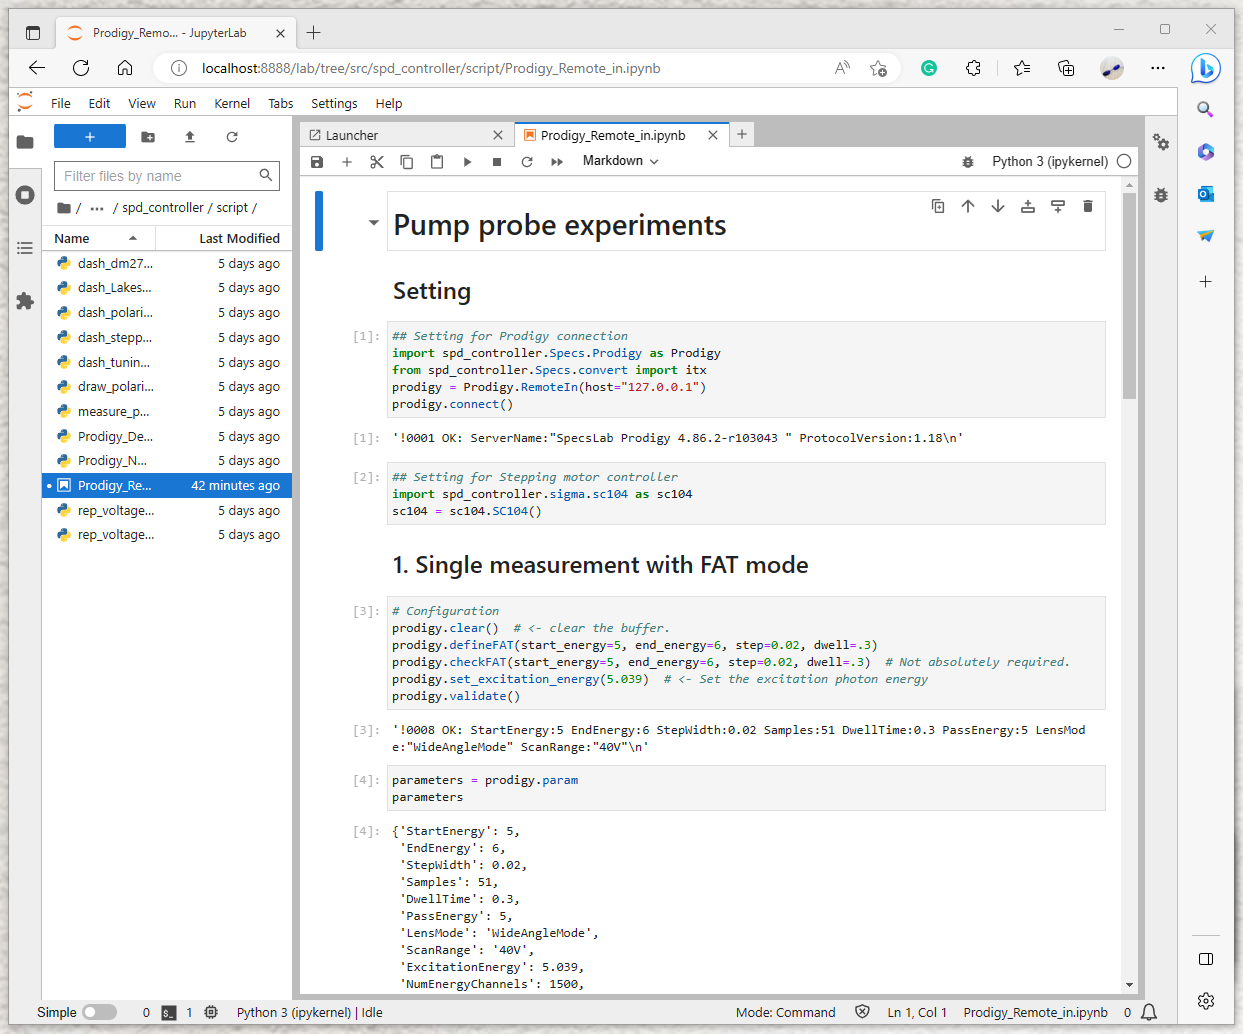 Prodigy_Remo... - JupyterLab
localhost:8888/lab/tree/src/spd_controller/script/Prodigy_Remote_in.ipynb
File Edit View Run Kernel Tabs Settings Help
Filter files by name
/ ... / spd_controller / script /
Name Last Modified
dash_dm27... 5 days ago
dash_Lakes... 5 days ago
dash_polari... 5 days ago
dash_stepp... 5 days ago
dash_tunin... 5 days ago
draw_polari... 5 days ago
measure_p... 5 days ago
Prodigy_De... 5 days ago
Prodigy_N... 5 days ago
Prodigy_Re... 42 minutes ago
rep_voltage... 5 days ago
rep_voltage... 5 days ago
Launcher
Prodigy_Remote_in.ipynb
Markdown
Python 3 (ipykernel)
Pump probe experiments
Setting
[1]: ## Setting for Prodigy connection
import spd_controller.Specs.Prodigy as Prodigy
from spd_controller.Specs.convert import itx
prodigy = Prodigy.RemoteIn(host="127.0.0.1")
prodigy.connect()
[1]: '!0001 OK: ServerName:"SpecsLab Prodigy 4.86.2-r103043 " ProtocolVersion:1.18\n'
[2]: ## Setting for Stepping motor controller
import spd_controller.sigma.sc104 as sc104
sc104 = sc104.SC104()
1. Single measurement with FAT mode
[3]: # Configuration
prodigy.clear()  # <- clear the buffer.
prodigy.defineFAT(start_energy=5, end_energy=6, step=0.02, dwell=.3)
prodigy.checkFAT(start_energy=5, end_energy=6, step=0.02, dwell=.3)  # Not absolutely required.
prodigy.set_excitation_energy(5.039)  # <- Set the excitation photon energy
prodigy.validate()
[3]: '!0008 OK: StartEnergy:5 EndEnergy:6 StepWidth:0.02 Samples:51 DwellTime:0.3 PassEnergy:5 LensMod
e:"WideAngleMode" ScanRange:"40V"\n'
[4]: parameters = prodigy.param
parameters
[4]: {'StartEnergy': 5,
'EndEnergy': 6,
'StepWidth': 0.02,
'Samples': 51,
'DwellTime': 0.3,
'PassEnergy': 5,
'LensMode': 'WideAngleMode',
'ScanRange': '40V',
'ExcitationEnergy': 5.039,
'NumEnergyChannels': 1500,
Simple 0 1 Python 3 (ipykernel) | Idle Mode: Command Ln 1, Col 1 Prodigy_Remote_in.ipynb 0